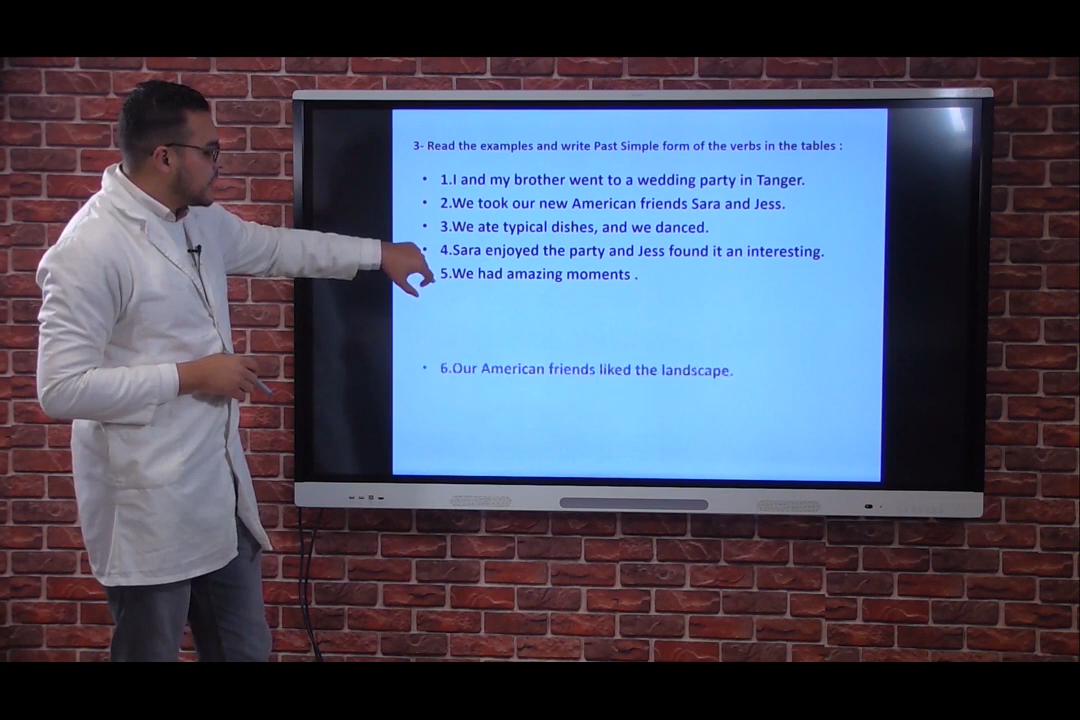 3- Read the examples and write Past Simple form of the verbs in the tables :
• 1.I and my brother went to a wedding party in Tanger.
• 2.We took our new American friends Sara and Jess.
• 3.We ate typical dishes, and we danced.
• 4.Sara enjoyed the party and Jess found it an interesting.
5.We had amazing moments .
• 6.Our American friends liked the landscape.